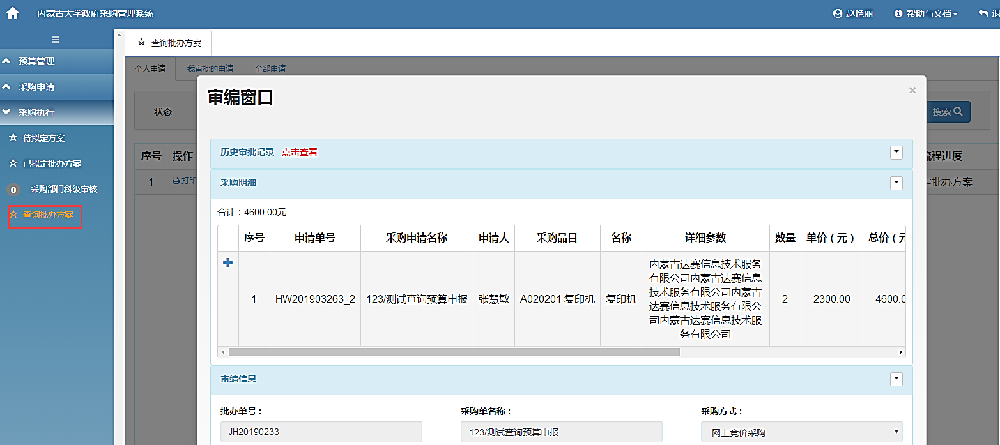 内蒙古大学政府采购管理系统
赵艳丽
帮助与文档
退
查询批办方案
预算管理
采购申请
采购执行
待拟定方案
已拟定批办方案
0 采购部门科级审核
查询批办方案
个人申请 我审批的申请 全部申请
状态
搜索
序号 操作
流程进度
1 打印
定批办方案
审编窗口
×
历史审批记录 点击查看
采购明细
合计：4600.00元
序号 申请单号 采购申请名称 申请人 采购品目 名称 详细参数 数量 单价（元） 总价（元
1 HW201903263_2 123/测试查询预算申报 张慧敏 A020201 复印机 复印机
内蒙古达赛信息技术服务
有限公司内蒙古达赛信息
技术服务有限公司内蒙古
达赛信息技术服务有限公
司内蒙古达赛信息技术服
务有限公司
2 2300.00 4600.0
审编信息
批办单号： 采购单名称： 采购方式：
JH20190233 123/测试查询预算申报 网上竞价采购